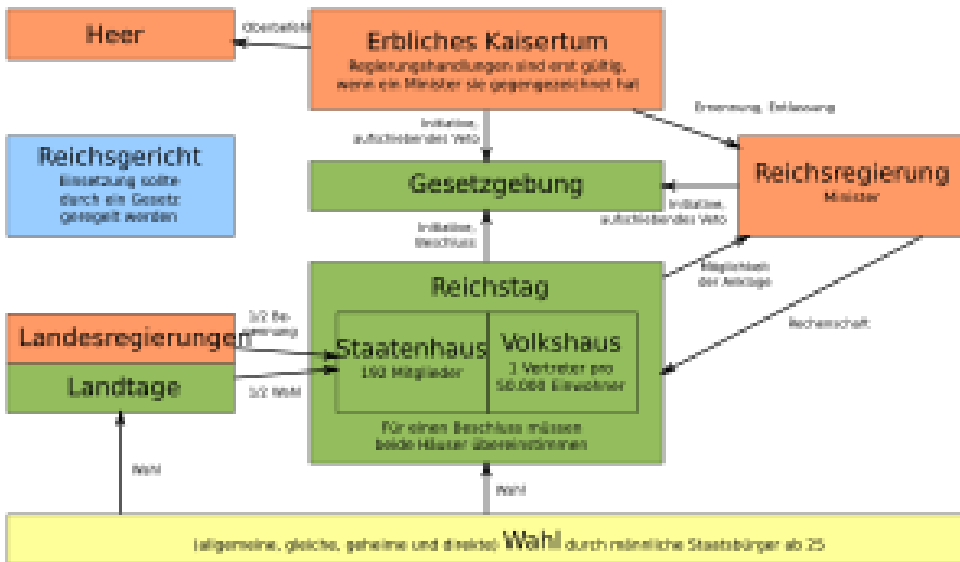 Heer
Oberbefehl
Erbliches Kaisertum
Regierungshandlungen sind erst gültig,
wenn ein Minister sie gegengezeichnet hat
Ernennung, Entlassung
Initiative,
aufschiebendes Veto
Reichsgericht
Einsetzung sollte
durch ein Gesetz
geregelt werden
Gesetzgebung
Reichsregierung
Minister
Initiative,
aufschiebendes Veto
Initiative,
Beschluss
Möglichkeit
der Anklage
Rechenschaft
Reichstag
Landesregierungen
Landtage
1/2 Be-
nennung
1/2 Wahl
Staatenhaus
192 Mitglieder
Volkshaus
1 Vertreter pro
50.000 Einwohner
Für einen Beschluss müssen
beide Häuser übereinstimmen
Wahl
Wahl
(allgemeine, gleiche, geheime und direkte) Wahl durch männliche Staatsbürger ab 25